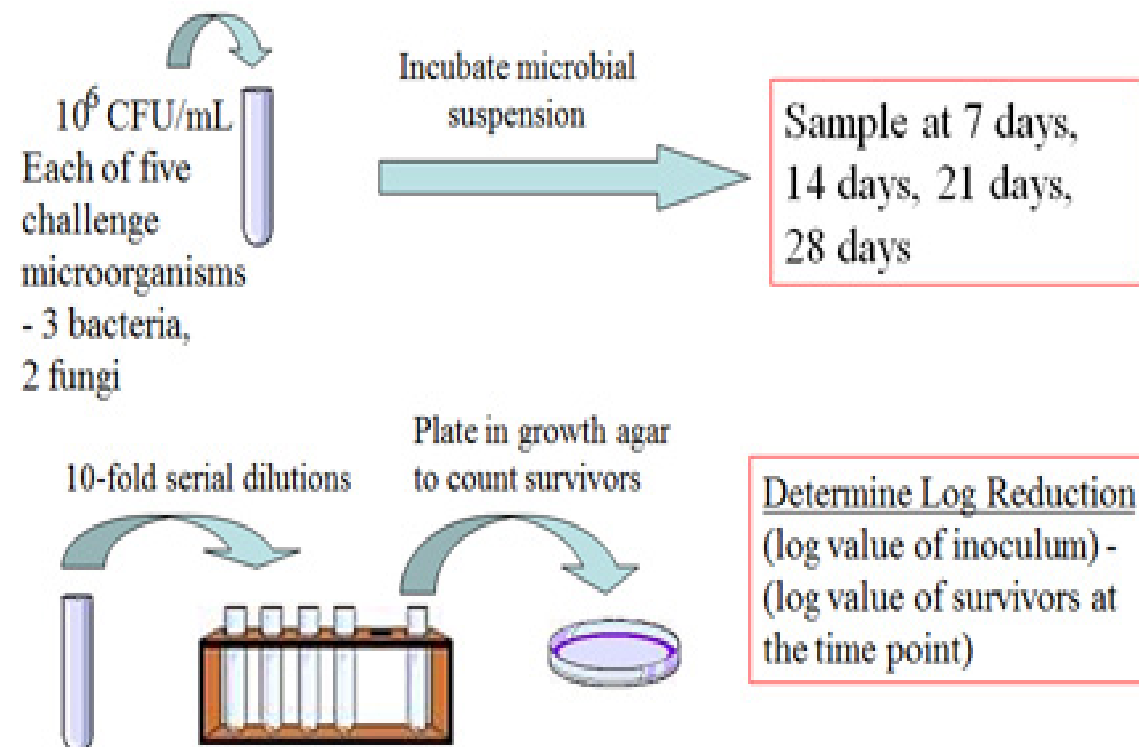 10⁶ CFU/mL
Each of five
challenge
microorganisms
- 3 bacteria,
2 fungi
Incubate microbial
suspension
Sample at 7 days,
14 days, 21 days,
28 days
10-fold serial dilutions
Plate in growth agar
to count survivors
Determine Log Reduction
(log value of inoculum) -
(log value of survivors at
the time point)